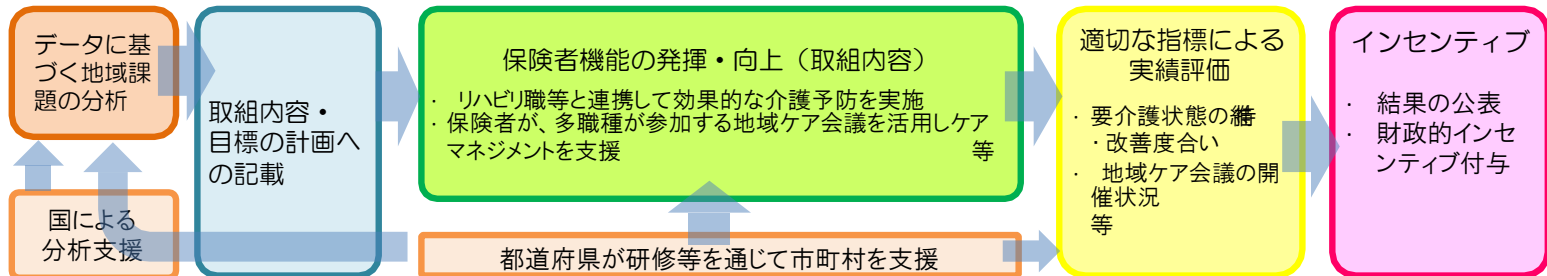 データに基
づく地域課
題の分析
国による
分析支援
取組内容・
目標の計画へ
の記載
保険者機能の発揮・向上（取組内容）
・ リハビリ職等と連携して効果的な介護予防を実施
・保険者が、多職種が参加する地域ケア会議を活用しケア
マネジメントを支援 等
都道府県が研修等を通じて市町村を支援
適切な指標による
実績評価
・要介護状態の維持
・改善度合い
・ 地域ケア会議の開
催状況
等
インセンティブ
・ 結果の公表
・ 財政的インセ
ンティブ付与